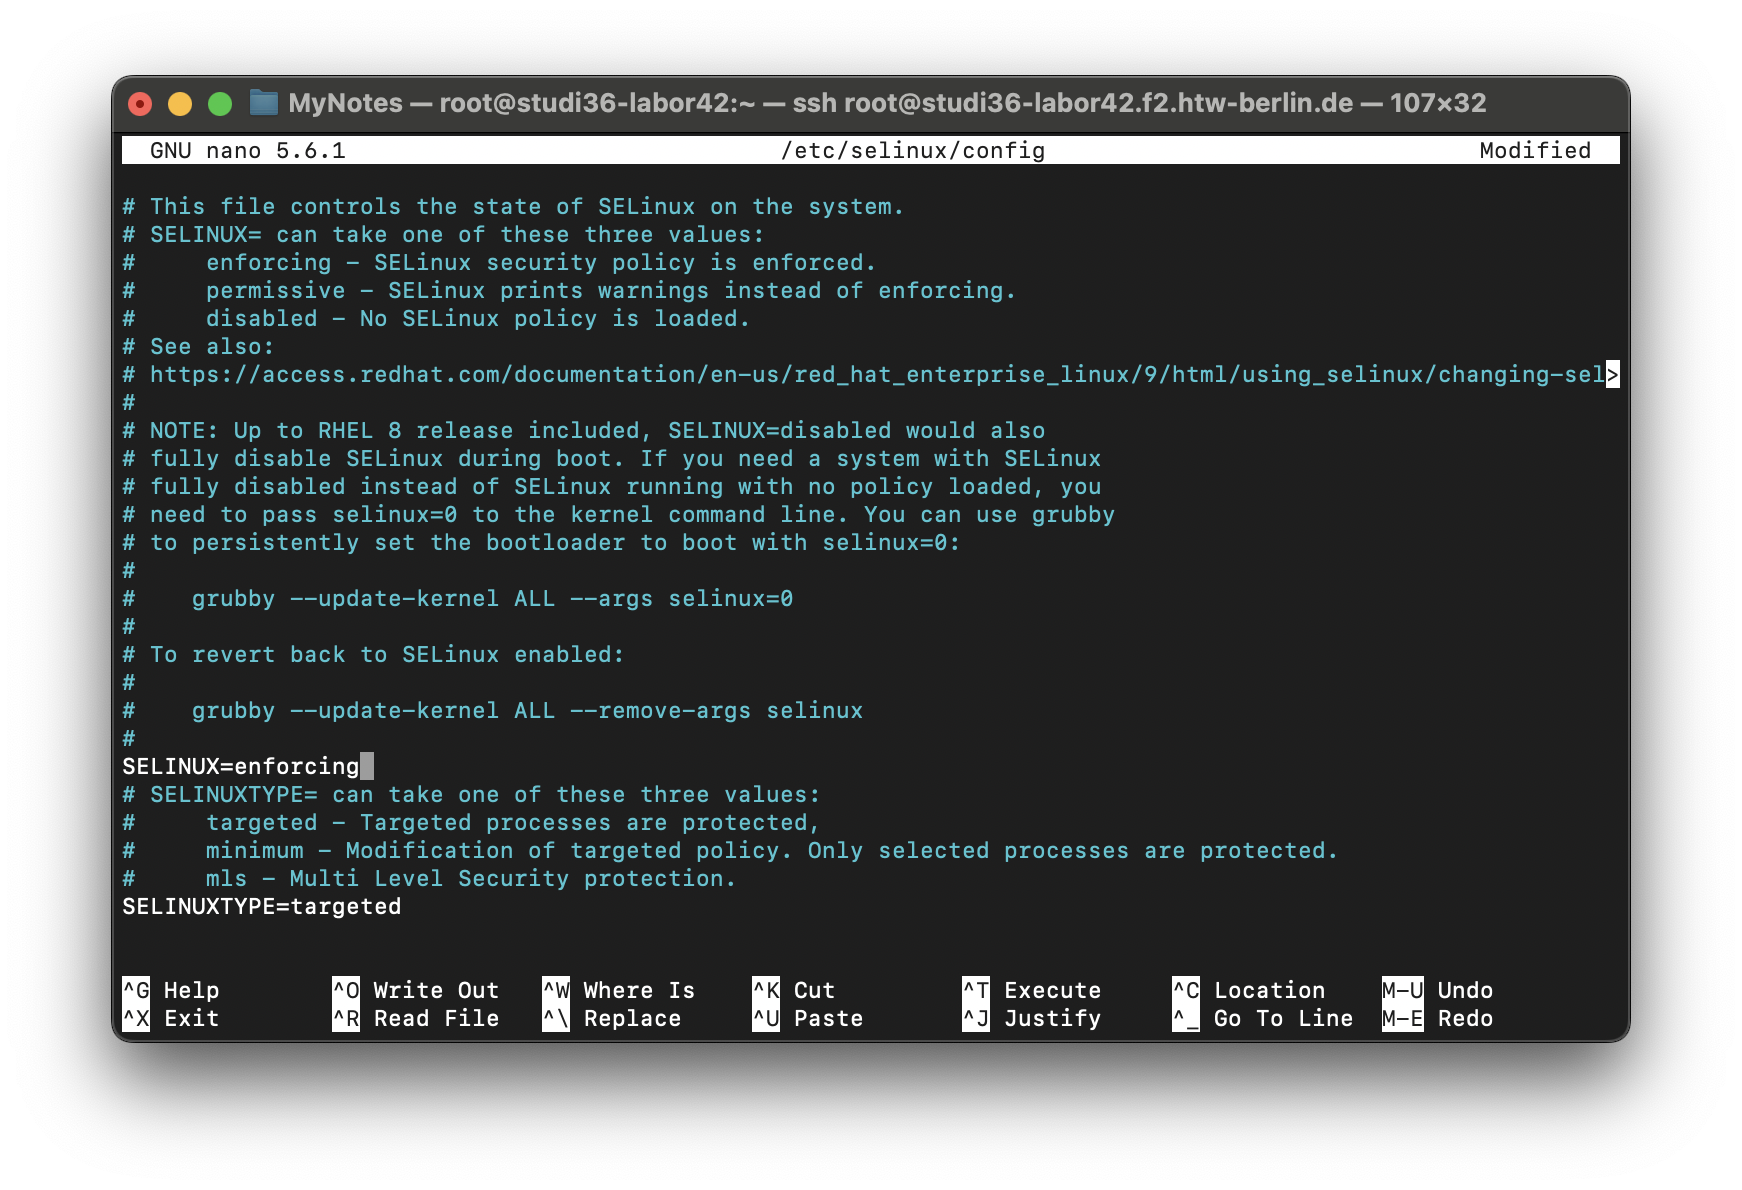 MyNotes — root@studi36-labor42:~ — ssh root@studi36-labor42.f2.htw-berlin.de — 107×32
GNU nano 5.6.1 /etc/selinux/config Modified
# This file controls the state of SELinux on the system.
# SELINUX= can take one of these three values:
#     enforcing - SELinux security policy is enforced.
#     permissive - SELinux prints warnings instead of enforcing.
#     disabled - No SELinux policy is loaded.
# See also:
# https://access.redhat.com/documentation/en-us/red_hat_enterprise_linux/9/html/using_selinux/changing-sel>
#
# NOTE: Up to RHEL 8 release included, SELINUX=disabled would also
# fully disable SELinux during boot. If you need a system with SELinux
# fully disabled instead of SELinux running with no policy loaded, you
# need to pass selinux=0 to the kernel command line. You can use grubby
# to persistently set the bootloader to boot with selinux=0:
#
#    grubby --update-kernel ALL --args selinux=0
#
# To revert back to SELinux enabled:
#
#    grubby --update-kernel ALL --remove-args selinux
#
SELINUX=enforcing
# SELINUXTYPE= can take one of these three values:
#     targeted - Targeted processes are protected,
#     minimum - Modification of targeted policy. Only selected processes are protected.
#     mls - Multi Level Security protection.
SELINUXTYPE=targeted
^G Help ^O Write Out ^W Where Is ^K Cut ^T Execute ^C Location M-U Undo
^X Exit ^R Read File ^\ Replace ^U Paste ^J Justify ^_ Go To Line M-E Redo